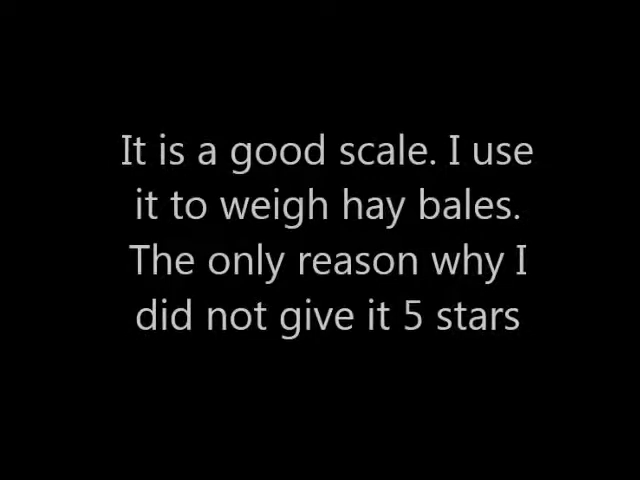 It is a good scale. I use
it to weigh hay bales.
The only reason why I
did not give it 5 stars